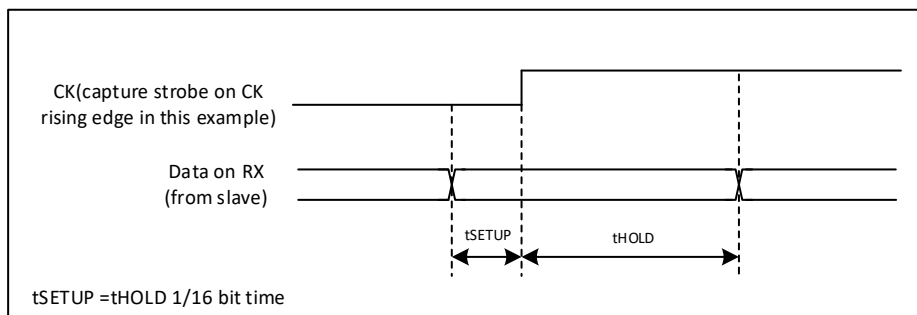 CK(capture strobe on CK
rising edge in this example)
Data on RX
(from slave)
tSETUP
tHOLD
tSETUP =tHOLD 1/16 bit time